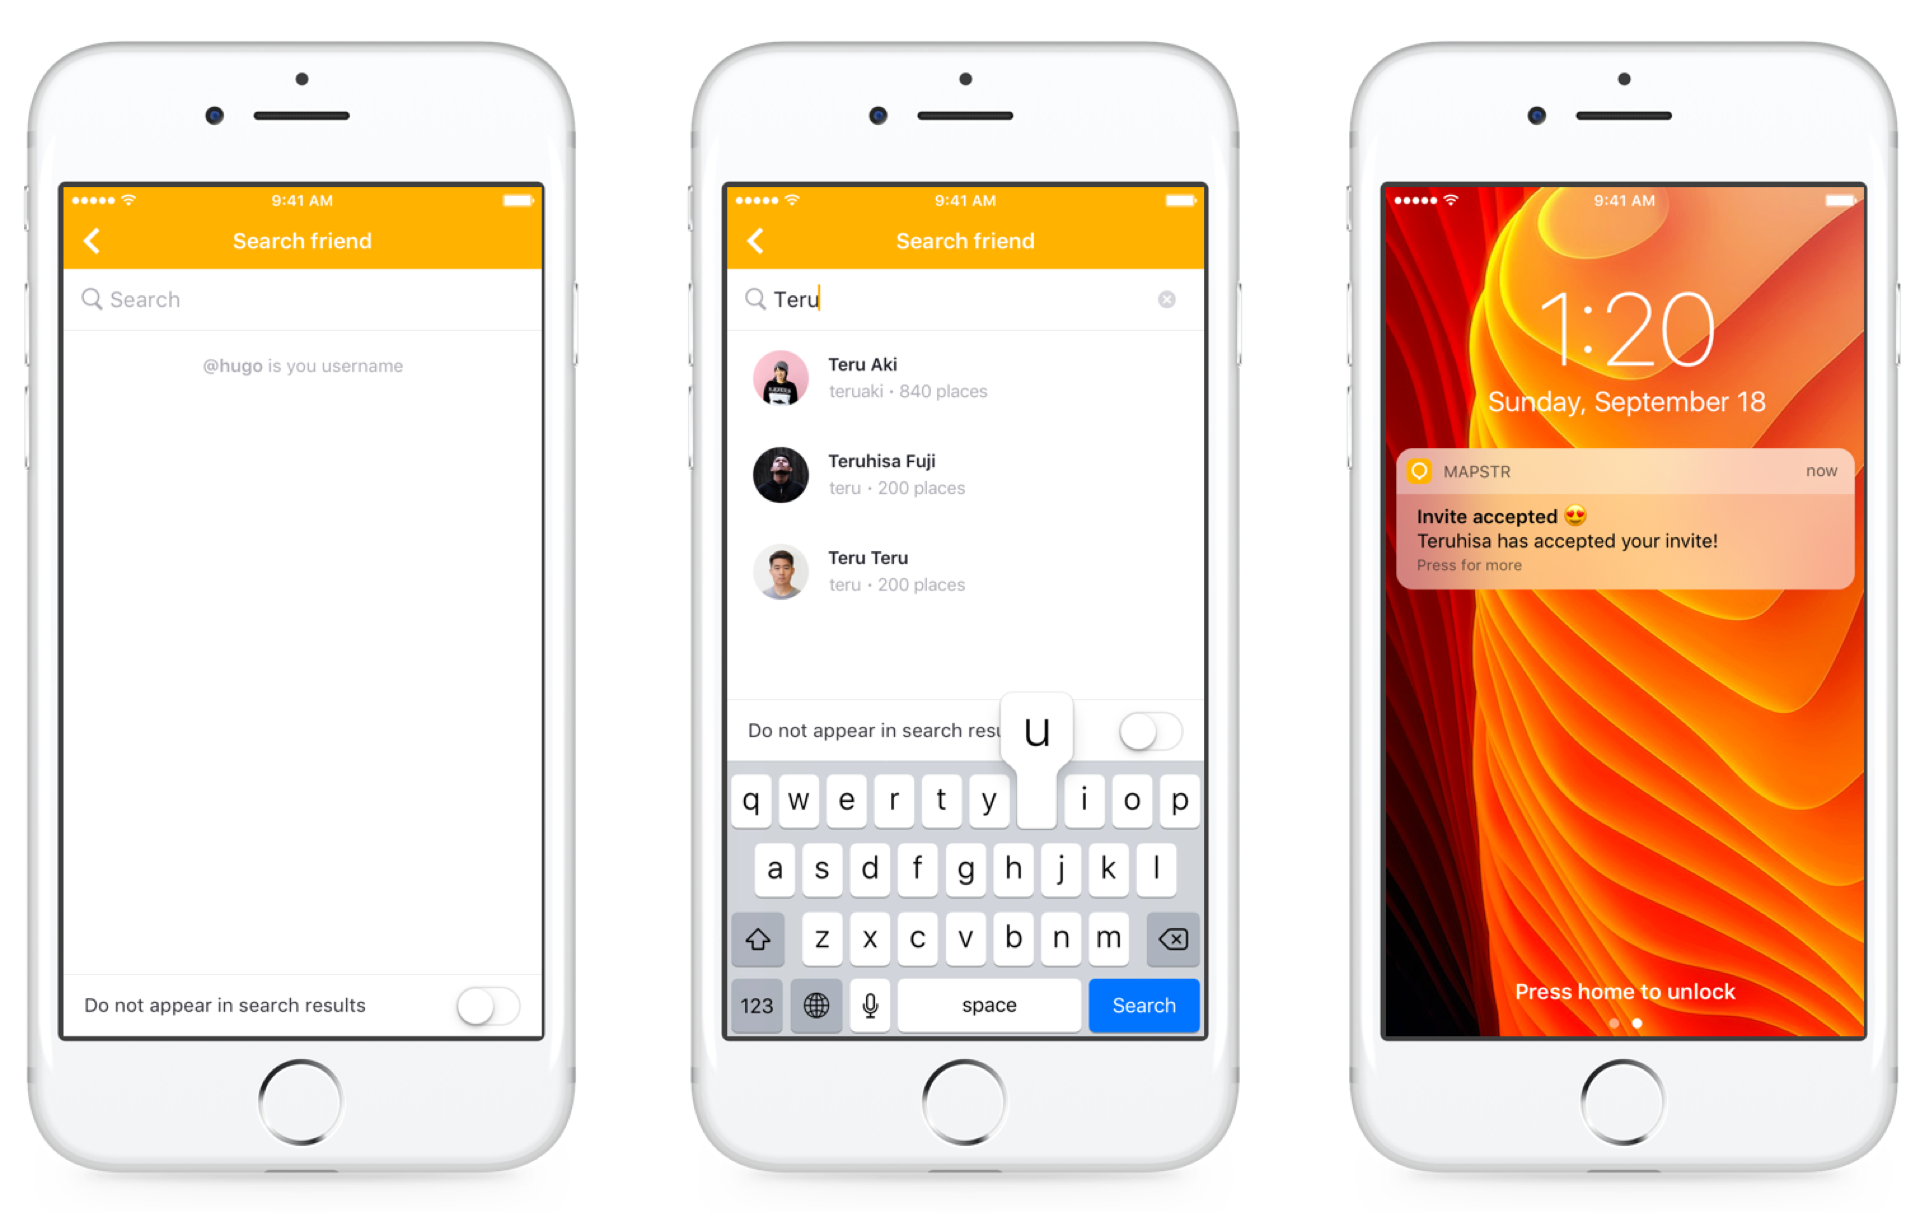 9:41 AM
Search friend
Search
@hugo is you username
Do not appear in search results
9:41 AM
Search friend
Teru
Teru Aki
teruaki • 840 places
Teruhisa Fuji
teru • 200 places
Teru Teru
teru • 200 places
Do not appear in search resu
u
q w e r t y i o p
a s d f g h j k l
z x c v b n m
123 space Search
9:41 AM
1:20
Sunday, September 18
MAPSTR now
Invite accepted 😍
Teruhisa has accepted your invite!
Press for more
Press home to unlock